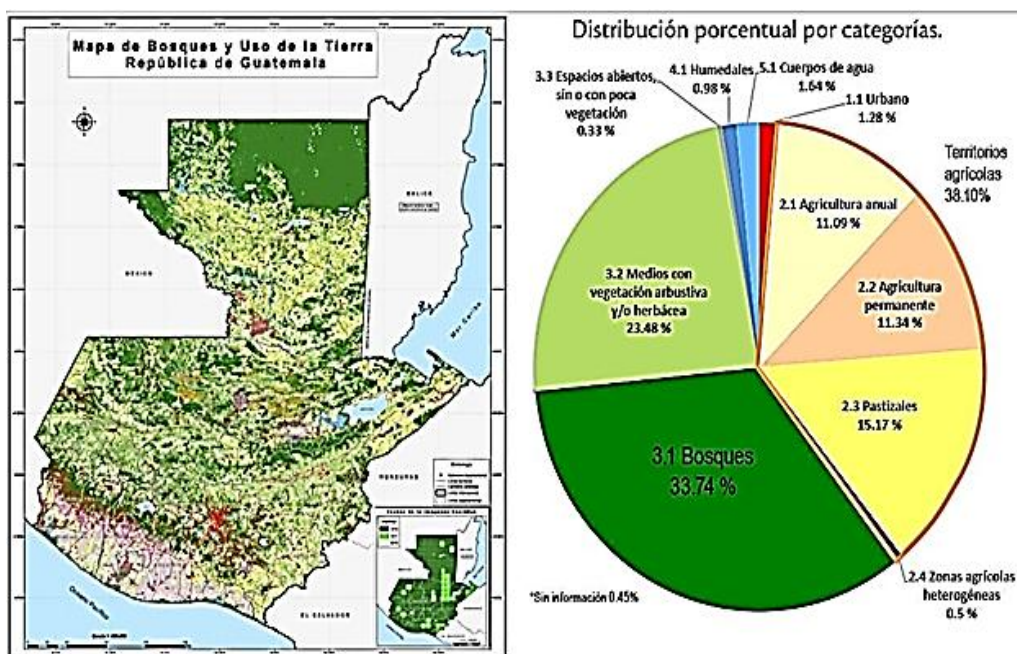 Mapa de Bosques y Uso de la Tierra
República de Guatemala
MÉXICO
BELICE
Mar Caribe
HONDURAS
EL SALVADOR
Océano Pacífico
Distribución porcentual por categorías.
3.3 Espacios abiertos,
sin o con poca
vegetación
0.33 %
4.1 Humedales
0.98 %
5.1 Cuerpos de agua
1.64 %
1.1 Urbano
1.28 %
Territorios
agrícolas
38.10%
2.1 Agricultura anual
11.09 %
2.2 Agricultura
permanente
11.34 %
3.2 Medios con
vegetación arbustiva
y/o herbácea
23.48 %
2.3 Pastizales
15.17 %
3.1 Bosques
33.74 %
2.4 Zonas agrícolas
heterogéneas
0.5 %
*Sin información 0.45%